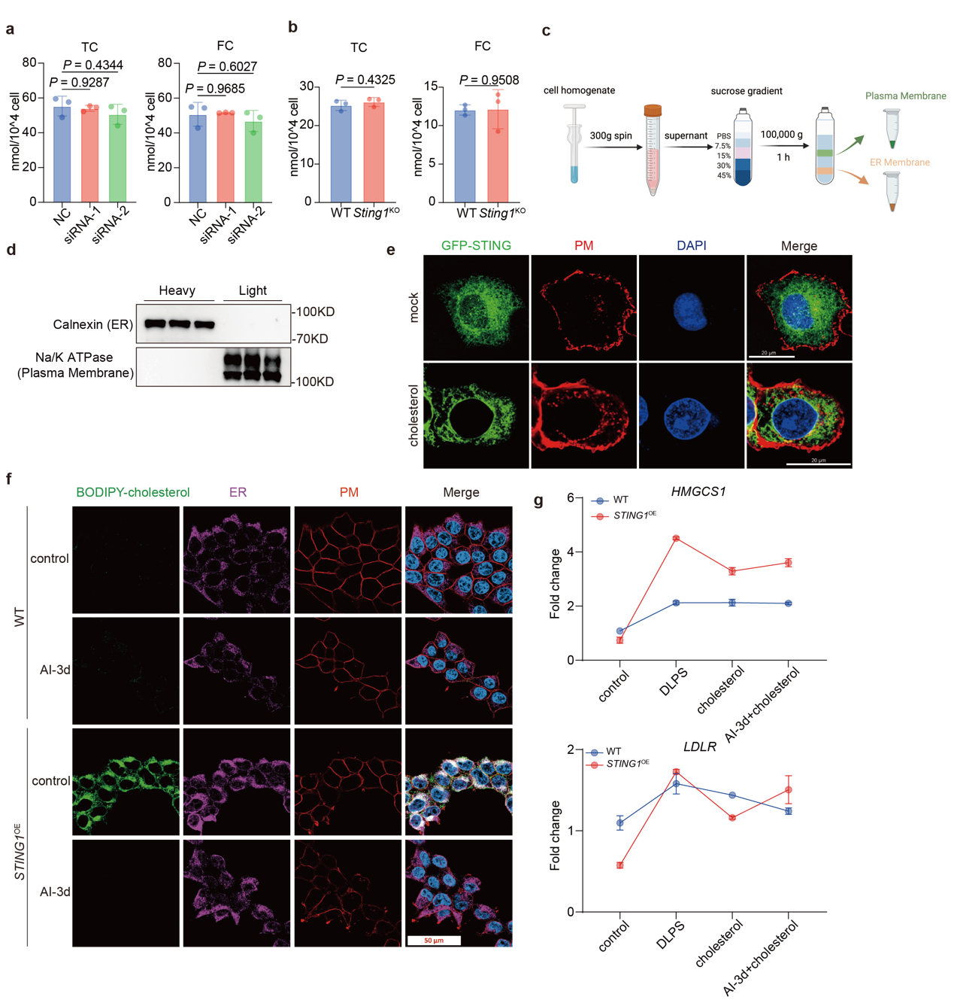 a
TC
80
60
40
20
0
nmol/10^4 cell
P = 0.4344
P = 0.9287
NC
siRNA-1
siRNA-2
FC
80
60
40
20
0
nmol/10^4 cell
P = 0.6027
P = 0.9685
NC
siRNA-1
siRNA-2
b
TC
30
20
10
0
nmol/10^4 cell
P = 0.4325
WT Sting1KO
FC
15
10
5
0
nmol/10^4 cell
P = 0.9508
WT Sting1KO
c
cell homogenate
300g spin
supernant
sucrose gradient
PBS
7.5%
15%
30%
45%
100,000 g
1 h
Plasma Membrane
ER Membrane
d
Heavy
Light
Calnexin (ER)
-100KD
-70KD
Na/K ATPase
(Plasma Membrane)
-100KD
e
GFP-STING
PM
DAPI
Merge
mock
20 μm
cholesterol
20 μm
f
BODIPY-cholesterol
ER
PM
Merge
WT
control
AI-3d
STING1OE
control
AI-3d
50 μm
g
HMGCS1
WT
STING1OE
6
4
2
0
Fold change
control
DLPS
cholesterol
AI-3d+cholesterol
LDLR
WT
STING1OE
2
1
0
Fold change
control
DLPS
cholesterol
AI-3d+cholesterol